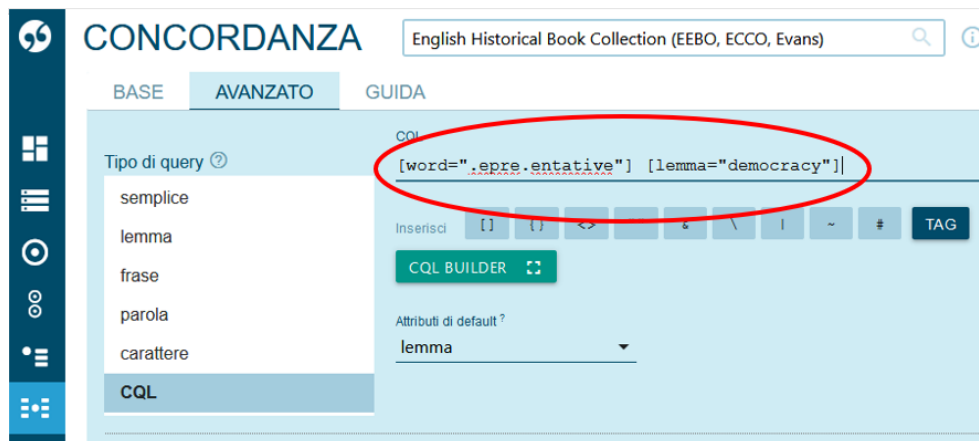 CONCORDANZA
English Historical Book Collection (EEBO, ECCO, Evans)
BASE AVANZATO GUIDA
CQL
Tipo di query ?
[word=".epre.entative"] [lemma="democracy"]
semplice
Inserisci [] {} <> "" & \ | ~ # TAG
lemma
CQL BUILDER
frase
parola
Attributi di default ?
carattere
lemma
CQL